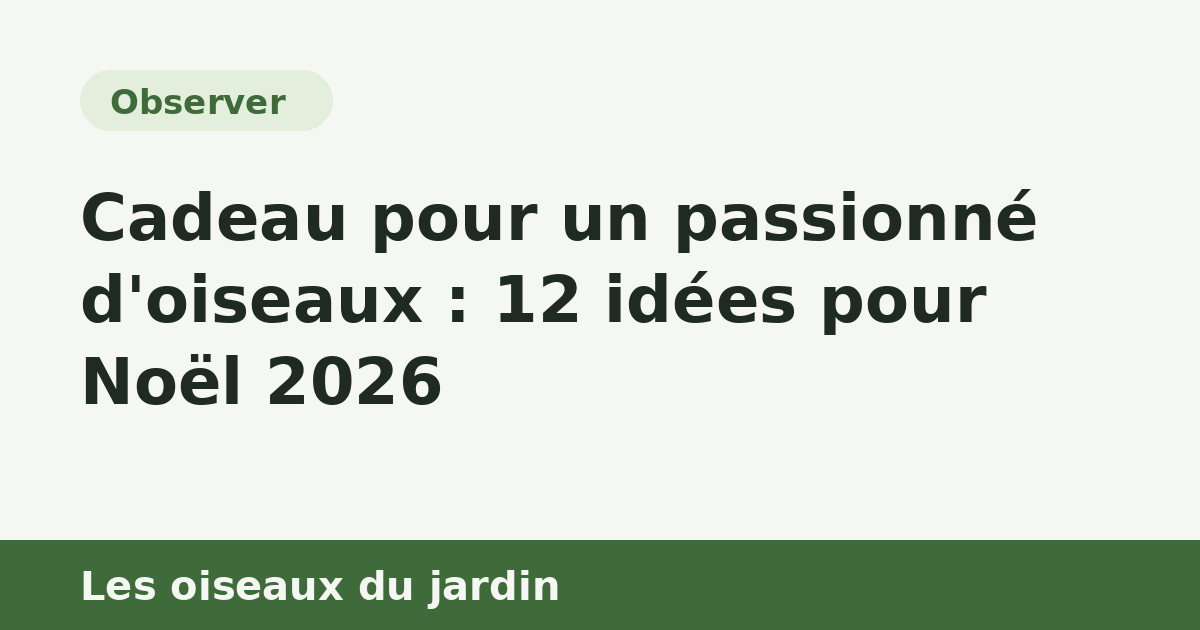 Observer
Cadeau pour un passionné
d'oiseaux : 12 idées pour
Noël 2026
Les oiseaux du jardin